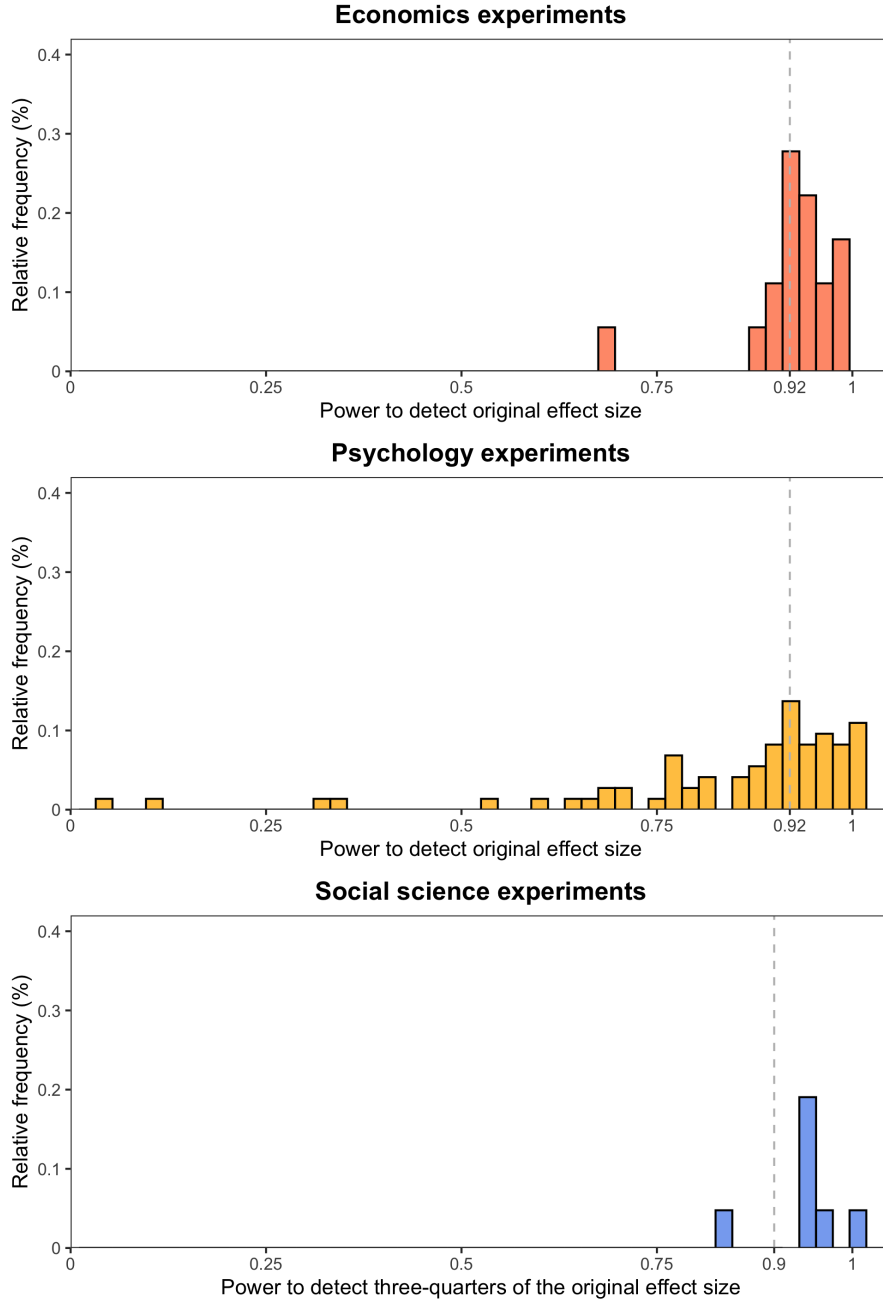 Economics experiments
Relative frequency (%)
0.4
0.3
0.2
0.1
0
0 0.25 0.5 0.75 0.92 1
Power to detect original effect size
Psychology experiments
Relative frequency (%)
0.4
0.3
0.2
0.1
0
0 0.25 0.5 0.75 0.92 1
Power to detect original effect size
Social science experiments
Relative frequency (%)
0.4
0.3
0.2
0.1
0
0 0.25 0.5 0.75 0.9 1
Power to detect three-quarters of the original effect size